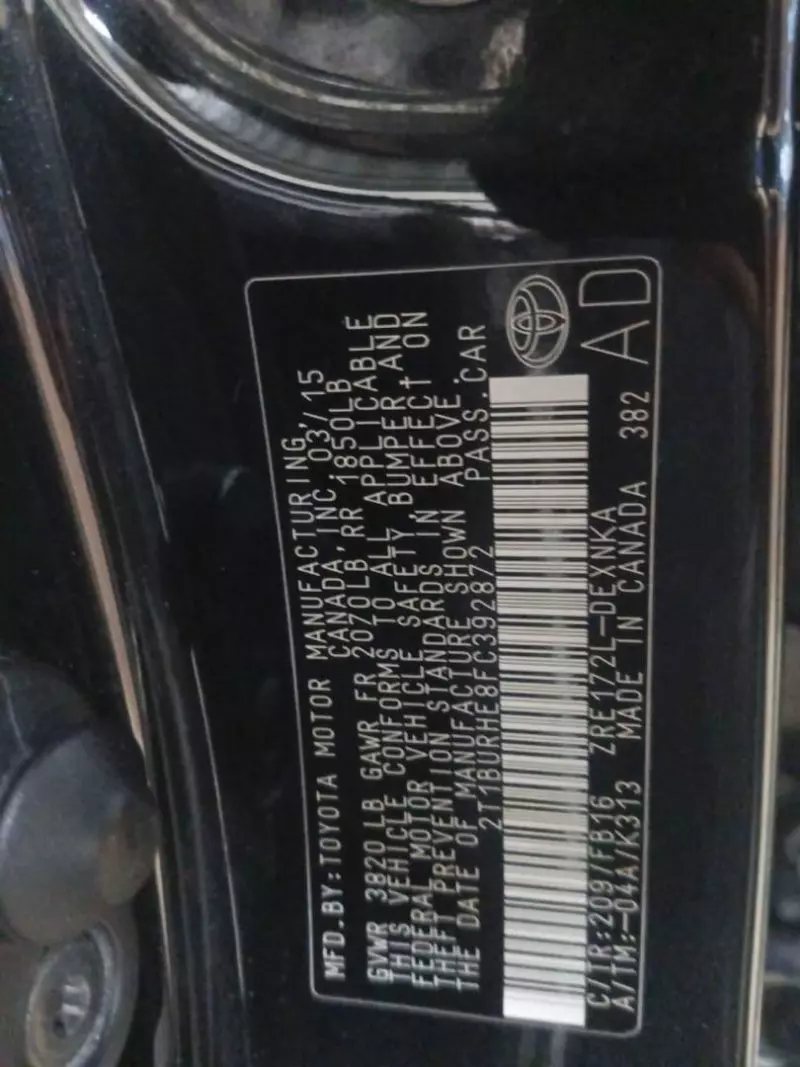 MFD.BY:TOYOTA MOTOR MANUFACTURING,
CANADA, INC. 03/15
GVWR 3820LB GAWR FR 2070LB RR 1850LB
THIS VEHICLE CONFORMS TO ALL APPLICABLE
FEDERAL MOTOR VEHICLE SAFETY BUMPER AND
THEFT PREVENTION STANDARDS IN EFFECT ON
THE DATE OF MANUFACTURE SHOWN ABOVE.
2T1BURHE8FC392872 PASS.CAR
C/TR:209/FB16 ZRE172L-DEXNKA
A/TM:-04A/K313 MADE IN CANADA 382
AD